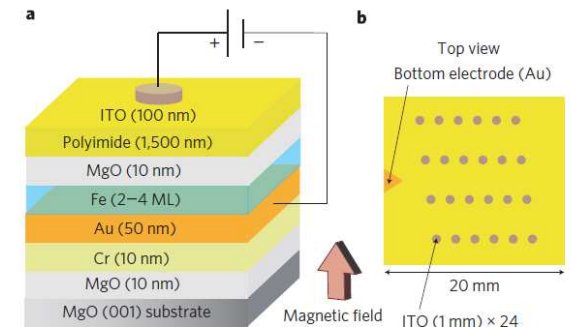 a
+ −
ITO (100 nm)
Polyimide (1,500 nm)
MgO (10 nm)
Fe (2–4 ML)
Au (50 nm)
Cr (10 nm)
MgO (10 nm)
MgO (001) substrate
Magnetic field
b
Top view
Bottom electrode (Au)
20 mm
ITO (1 mm) × 24